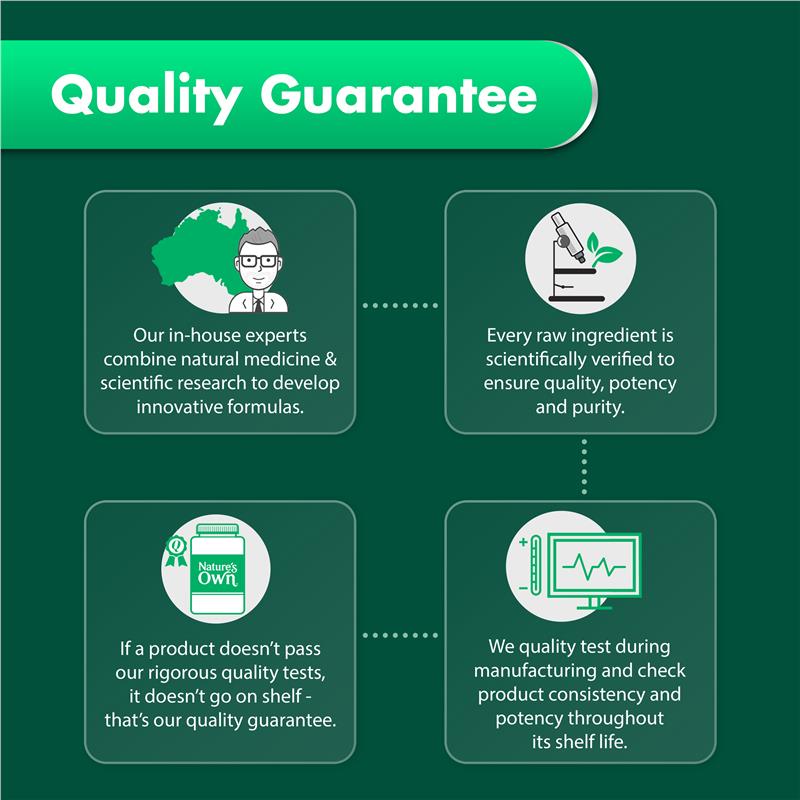 Quality Guarantee
Our in-house experts
combine natural medicine &
scientific research to develop
innovative formulas.
Every raw ingredient is
scientifically verified to
ensure quality, potency
and purity.
We quality test during
manufacturing and check
product consistency and
potency throughout
its shelf life.
+
–
Q
Nature's
Own
If a product doesn't pass
our rigorous quality tests,
it doesn't go on shelf -
that's our quality guarantee.